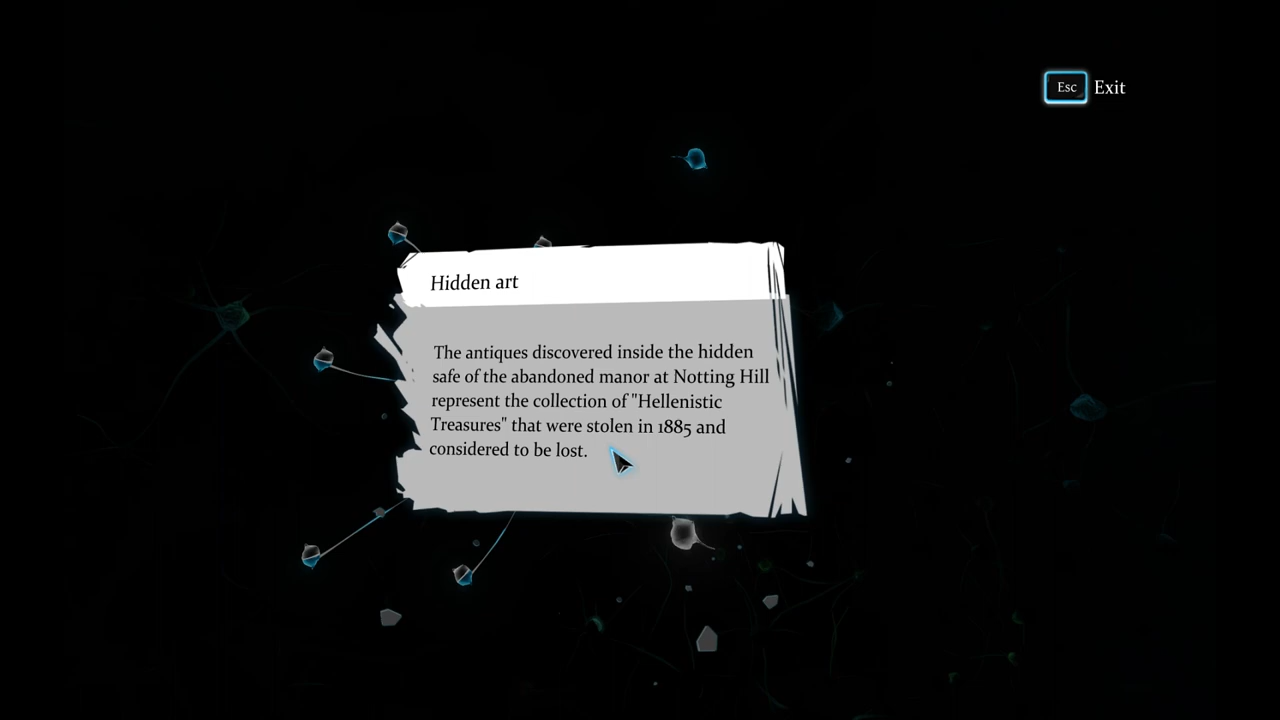 Esc Exit
Hidden art
The antiques discovered inside the hidden
safe of the abandoned manor at Notting Hill
represent the collection of "Hellenistic
Treasures" that were stolen in 1885 and
considered to be lost.